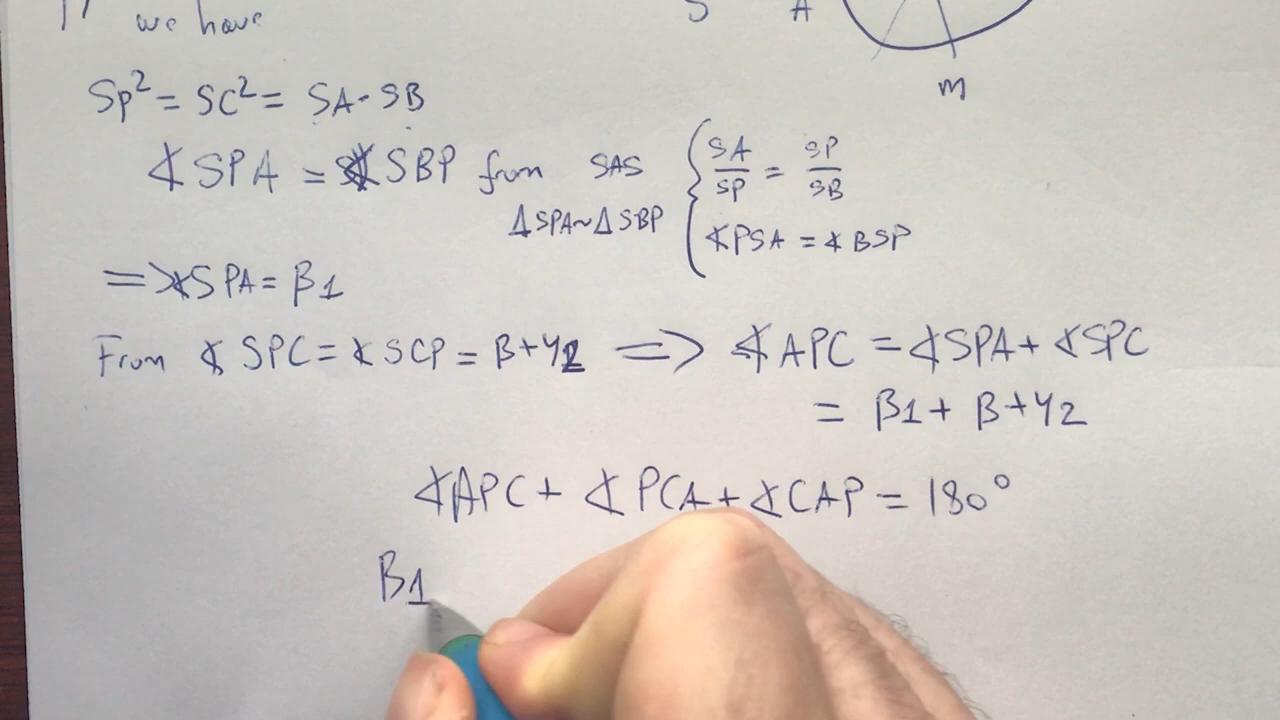 we have
S A
m
Sp² = SC² = SA·SB
∢SPA = ∢SBP from SAS { SA/SP = SP/SB
ΔSPA~ΔSBP ∢PSA = ∢BSP
=> ∢SPA = β1
From ∢SPC = ∢SCP = β+γ2 => ∢APC = ∢SPA + ∢SPC
= β1 + β+γ2
∢APC + ∢PCA + ∢CAP = 180°
β1